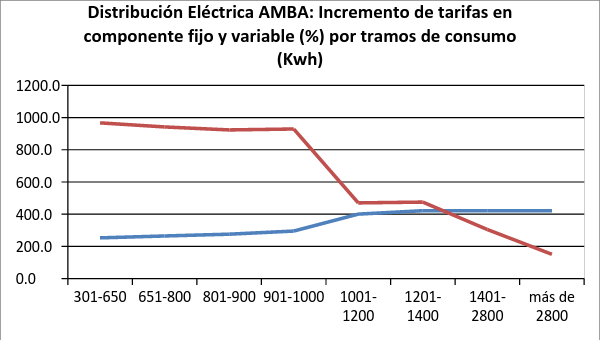 Distribución Eléctrica AMBA: Incremento de tarifas en
componente fijo y variable (%) por tramos de consumo
(Kwh)
1200.0
1000.0
800.0
600.0
400.0
200.0
0.0
301-650 651-800 801-900 901-1000 1001- 1201- 1401- más de
1200 1400 2800 2800